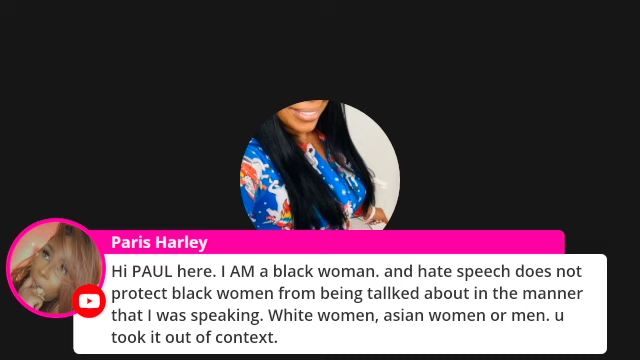 Paris Harley
Hi PAUL here. I AM a black woman. and hate speech does not
protect black women from being tallked about in the manner
that I was speaking. White women, asian women or men. u
took it out of context.